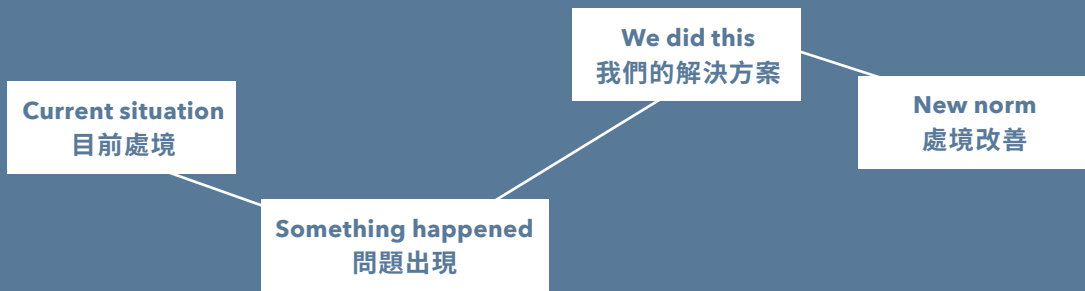 Current situation
目前處境
Something happened
問題出現
We did this
我們的解決方案
New norm
處境改善